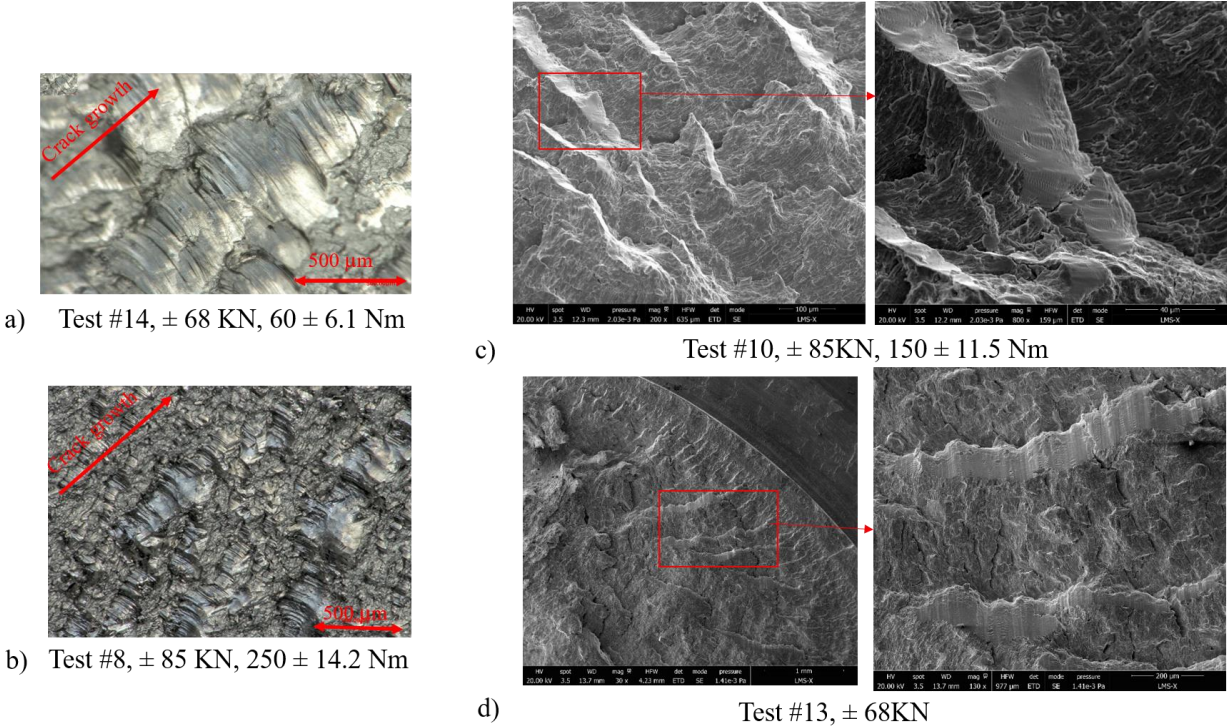 Crack growth
500 µm
a) Test #14, ± 68 KN, 60 ± 6.1 Nm
Crack growth
500 µm
b) Test #8, ± 85 KN, 250 ± 14.2 Nm
HV spot WD pressure mag HFW det mode
20.00 kV 3.5 12.3 mm 2.03e-3 Pa 200 x 635 µm ETD SE
100 µm
LMS-X
HV spot WD pressure mag HFW det mode
20.00 kV 3.5 12.2 mm 2.03e-3 Pa 800 x 159 µm ETD SE
40 µm
LMS-X
c) Test #10, ± 85KN, 150 ± 11.5 Nm
HV spot WD mag HFW det mode pressure
20.00 kV 3.5 13.7 mm 30 x 4.23 mm ETD SE 1.41e-3 Pa
1 mm
LMS-X
HV spot WD mag HFW det mode pressure
20.00 kV 3.5 13.7 mm 130 x 977 µm ETD SE 1.41e-3 Pa
200 µm
LMS-X
d) Test #13, ± 68KN